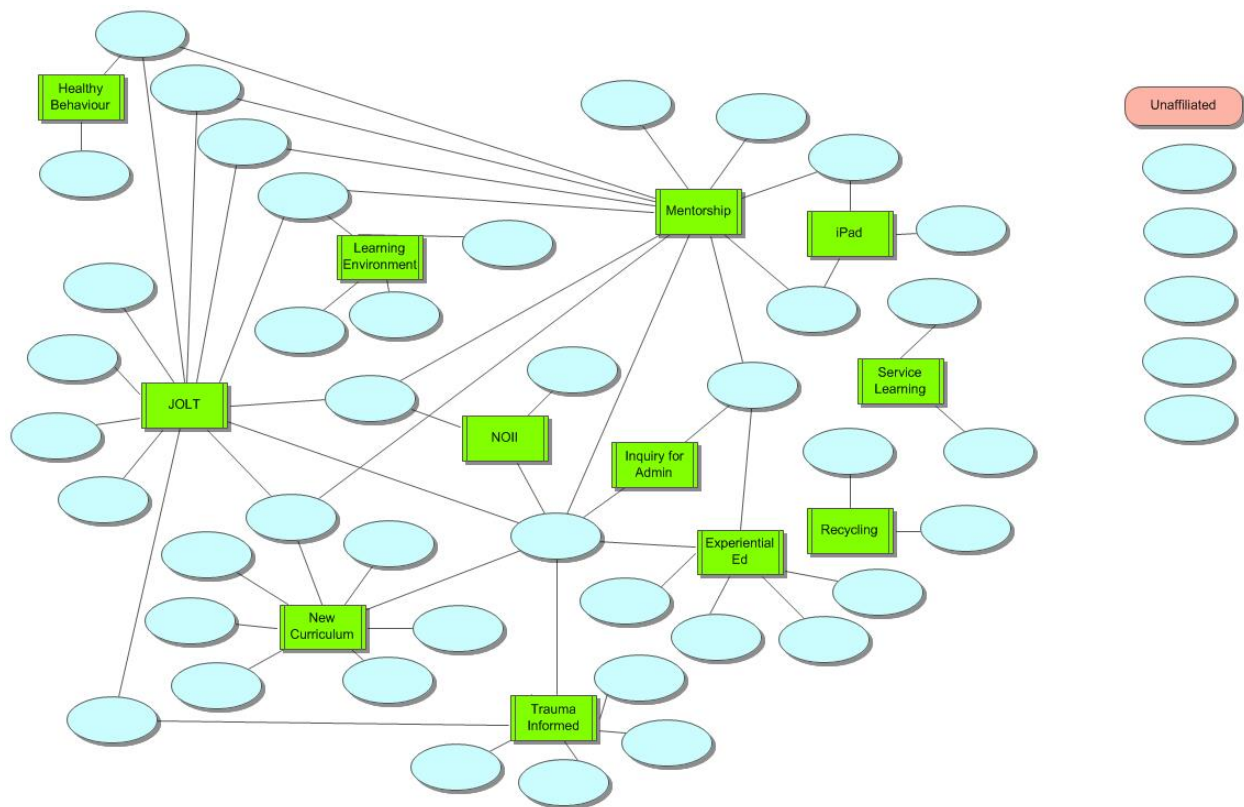 Healthy
Behaviour
Unaffiliated
Mentorship
iPad
Learning
Environment
Service
Learning
JOLT
NOII
Inquiry for
Admin
Recycling
Experiential
Ed
New
Curriculum
Trauma
Informed